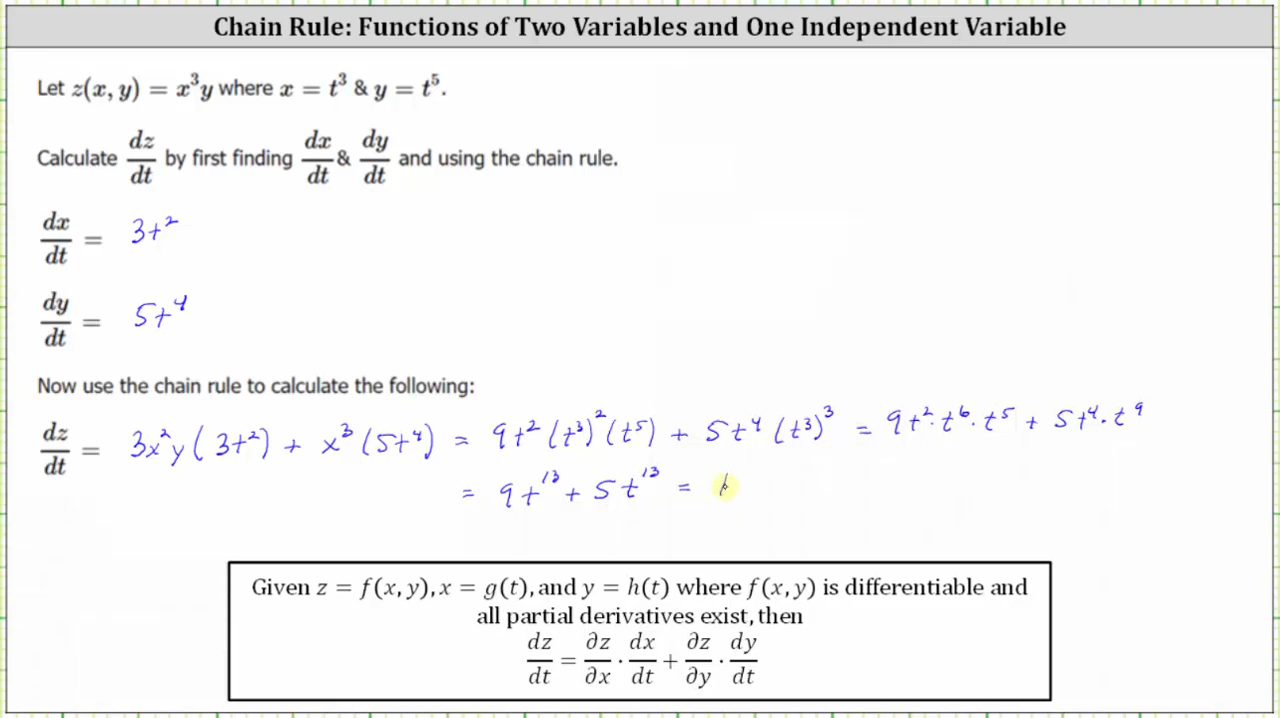 Chain Rule: Functions of Two Variables and One Independent Variable
Let z(x, y) = x³y where x = t³ & y = t⁵.
Calculate dz/dt by first finding dx/dt & dy/dt and using the chain rule.
dx/dt = 3t²
dy/dt = 5t⁴
Now use the chain rule to calculate the following:
dz/dt = 3x²y(3t²) + x³(5t⁴) = 9t²(t³)²(t⁵) + 5t⁴(t³)³ = 9t²·t⁶·t⁵ + 5t⁴·t⁹
= 9t¹³ + 5t¹³ =
Given z = f(x, y), x = g(t), and y = h(t) where f(x, y) is differentiable and
all partial derivatives exist, then
dz/dt = ∂z/∂x · dx/dt + ∂z/∂y · dy/dt